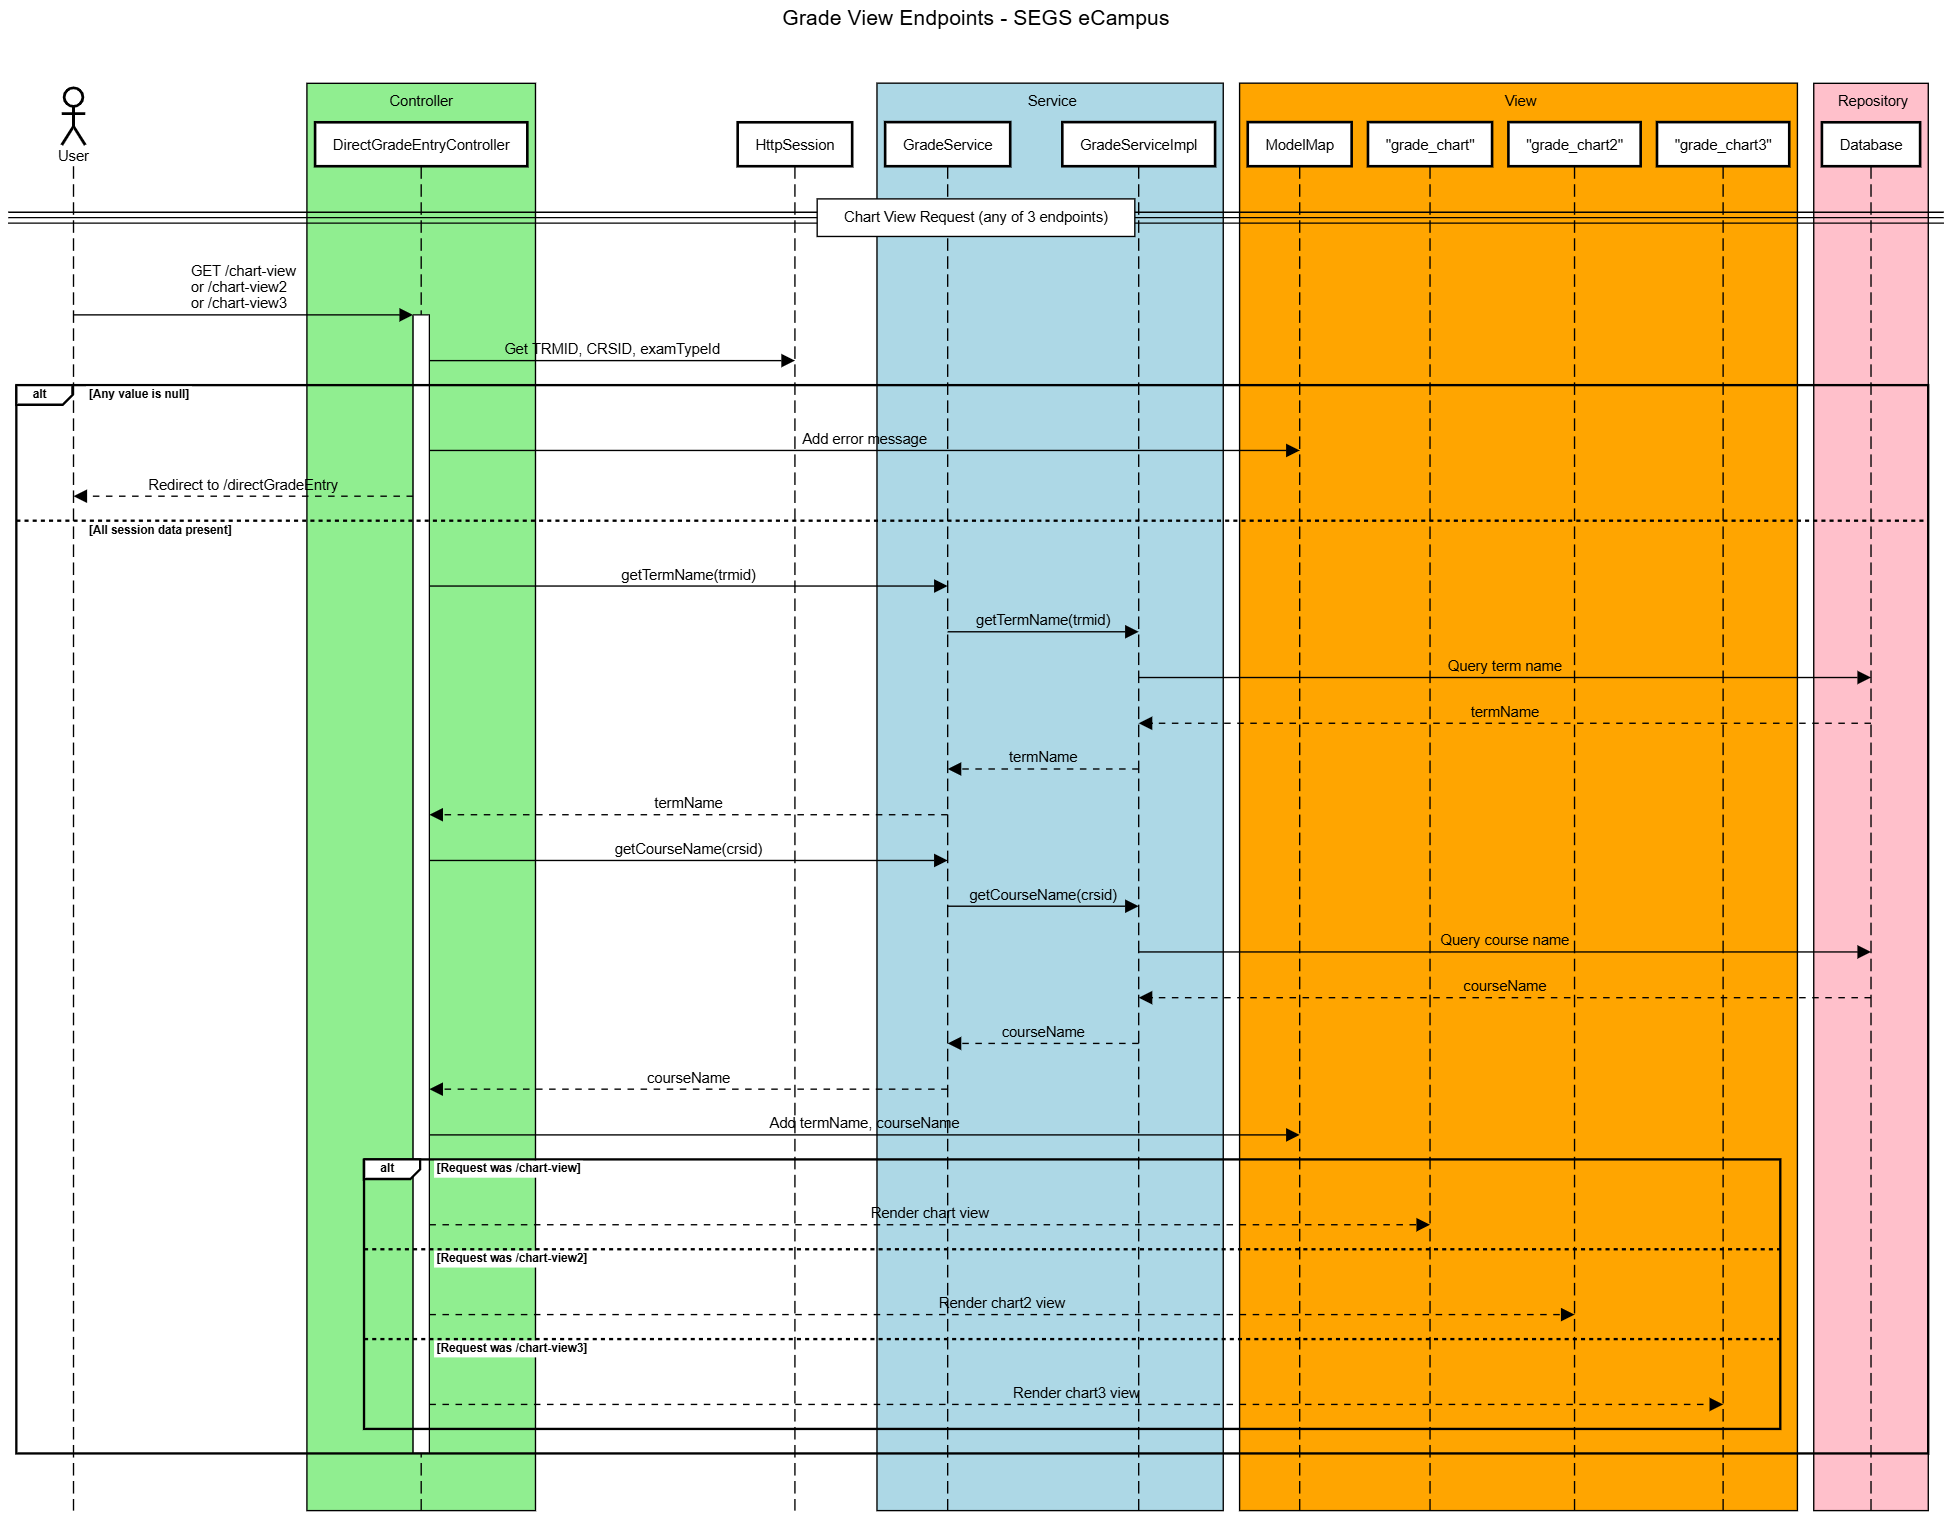 Grade View Endpoints - SEGS eCampus
Controller
Service
View
Repository
User
DirectGradeEntryController
HttpSession
GradeService
GradeServiceImpl
ModelMap
"grade_chart"
"grade_chart2"
"grade_chart3"
Database
Chart View Request (any of 3 endpoints)
GET /chart-view
or /chart-view2
or /chart-view3
Get TRMID, CRSID, examTypeId
alt
[Any value is null]
Add error message
Redirect to /directGradeEntry
[All session data present]
getTermName(trmid)
getTermName(trmid)
Query term name
termName
termName
termName
getCourseName(crsid)
getCourseName(crsid)
Query course name
courseName
courseName
courseName
Add termName, courseName
alt
[Request was /chart-view]
Render chart view
[Request was /chart-view2]
Render chart2 view
[Request was /chart-view3]
Render chart3 view